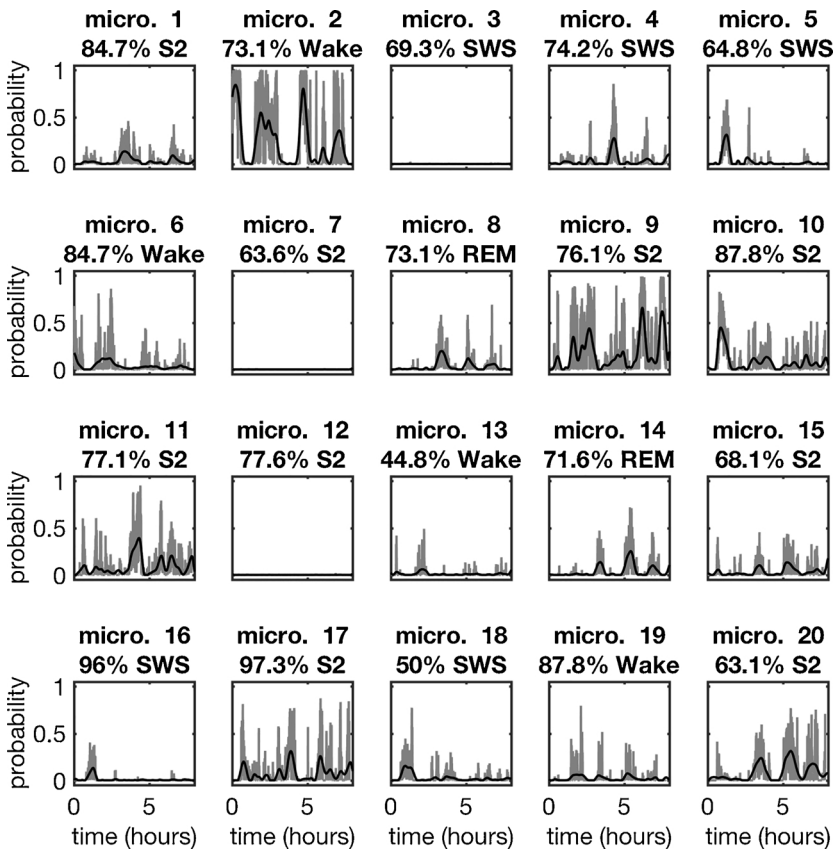 micro. 1 micro. 2 micro. 3 micro. 4 micro. 5
84.7% S2 73.1% Wake 69.3% SWS 74.2% SWS 64.8% SWS
1
probability
0.5
0
micro. 6 micro. 7 micro. 8 micro. 9 micro. 10
84.7% Wake 63.6% S2 73.1% REM 76.1% S2 87.8% S2
1
probability
0.5
0
micro. 11 micro. 12 micro. 13 micro. 14 micro. 15
77.1% S2 77.6% S2 44.8% Wake 71.6% REM 68.1% S2
1
probability
0.5
0
micro. 16 micro. 17 micro. 18 micro. 19 micro. 20
96% SWS 97.3% S2 50% SWS 87.8% Wake 63.1% S2
1
probability
0.5
0
0 5 0 5 0 5 0 5 0 5
time (hours) time (hours) time (hours) time (hours) time (hours)